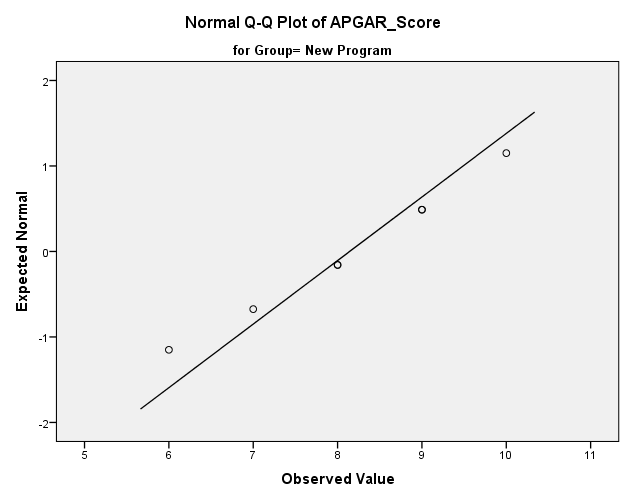 Normal Q-Q Plot of APGAR_Score
for Group= New Program
2
1
0
-1
-2
Expected Normal
5 6 7 8 9 10 11
Observed Value